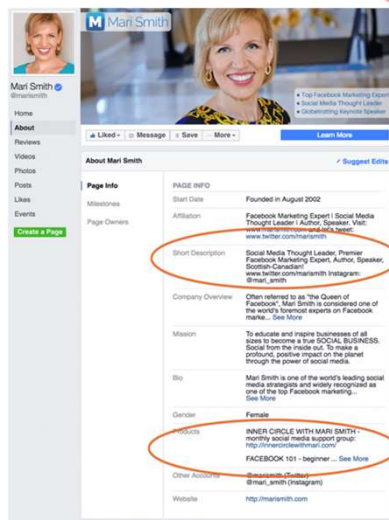 Mari Smith
Top Facebook Marketing Expert
Social Media Thought Leader
Globetrotting Keynote Speaker
Mari Smith
@marismith
Home
About
Reviews
Videos
Photos
Posts
Likes
Events
Create a Page
Liked
Message
Save
More
Learn More
About Mari Smith
Suggest Edits
Page Info
Milestones
Page Owners
PAGE INFO
Start Date
Founded in August 2002
Affiliation
Facebook Marketing Expert | Social Media
Thought Leader | Author, Speaker. Visit:
www.marismith.com and let's tweet:
www.twitter.com/marismith
Short Description
Social Media Thought Leader, Premier
Facebook Marketing Expert, Author, Speaker,
Scottish-Canadian!
www.twitter.com/marismith Instagram:
@mari_smith
Company Overview
Often referred to as "the Queen of
Facebook", Mari Smith is considered one of
the world's foremost experts on Facebook
marke... See More
Mission
To educate and inspire businesses of all
sizes to become a true SOCIAL BUSINESS.
Social from the inside out. To make a
profound, positive impact on the planet
through the power of social media.
Bio
Mari Smith is one of the world's leading social
media strategists and widely recognized as
one of the top Facebook marketing...
See More
Gender
Female
Products
INNER CIRCLE WITH MARI SMITH -
monthly social media support group:
http://innercirclewithmari.com/
FACEBOOK 101 - beginner ... See More
Other Accounts
@marismith (Twitter)
@mari_smith (Instagram)
Website
http://marismith.com